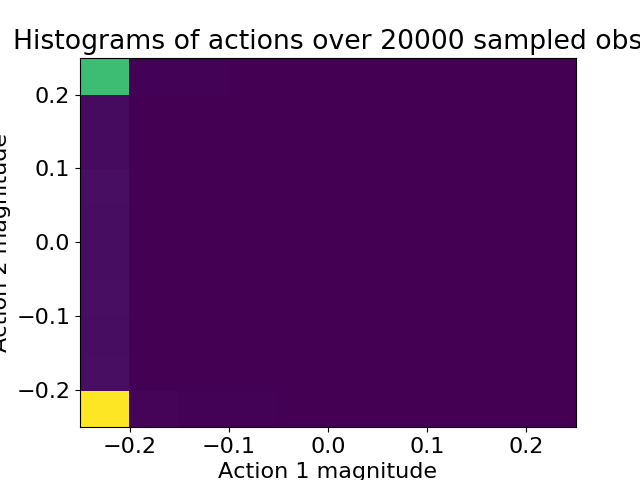 Histograms of actions over 20000 sampled obs
0.2
0.1
0.0
−0.1
−0.2
Action 2 magnitude
−0.2 −0.1 0.0 0.1 0.2
Action 1 magnitude